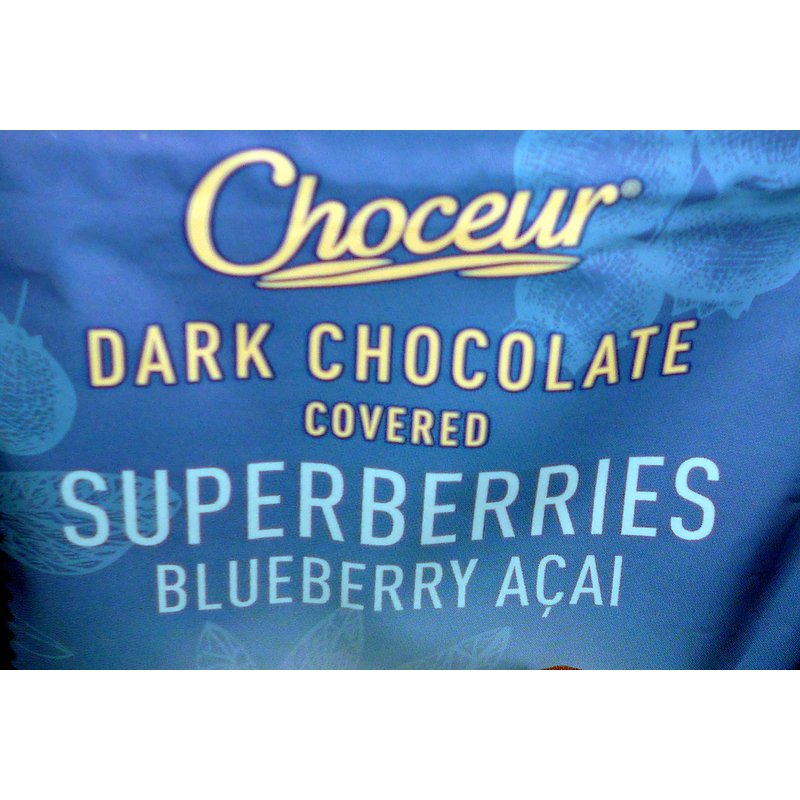 Choceur®
DARK CHOCOLATE
COVERED
SUPERBERRIES
BLUEBERRY AÇAI